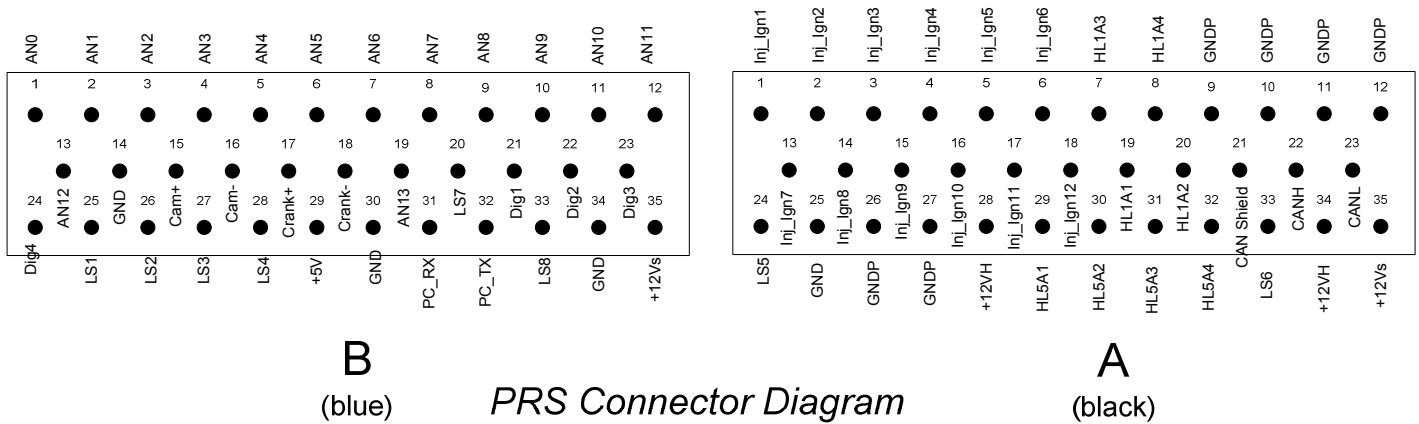 AN0 AN1 AN2 AN3 AN4 AN5 AN6 AN7 AN8 AN9 AN10 AN11
1 2 3 4 5 6 7 8 9 10 11 12
13 14 15 16 17 18 19 20 21 22 23
AN12 GND Cam+ Cam- Crank+ Crank- AN13 LS7 Dig1 Dig2 Dig3
24 25 26 27 28 29 30 31 32 33 34 35
Dig4 LS1 LS2 LS3 LS4 +5V GND PC_RX PC_TX LS8 GND +12Vs
B
(blue)
Inj_Ign1 Inj_Ign2 Inj_Ign3 Inj_Ign4 Inj_Ign5 Inj_Ign6 HL1A3 HL1A4 GNDP GNDP GNDP GNDP
1 2 3 4 5 6 7 8 9 10 11 12
13 14 15 16 17 18 19 20 21 22 23
Inj_Ign7 Inj_Ign8 Inj_Ign9 Inj_Ign10 Inj_Ign11 Inj_Ign12 HL1A1 HL1A2 CAN Shield CANH CANL
24 25 26 27 28 29 30 31 32 33 34 35
LS5 GND GNDP GNDP +12VH HL5A1 HL5A2 HL5A3 HL5A4 LS6 +12VH +12Vs
A
(black)
PRS Connector Diagram